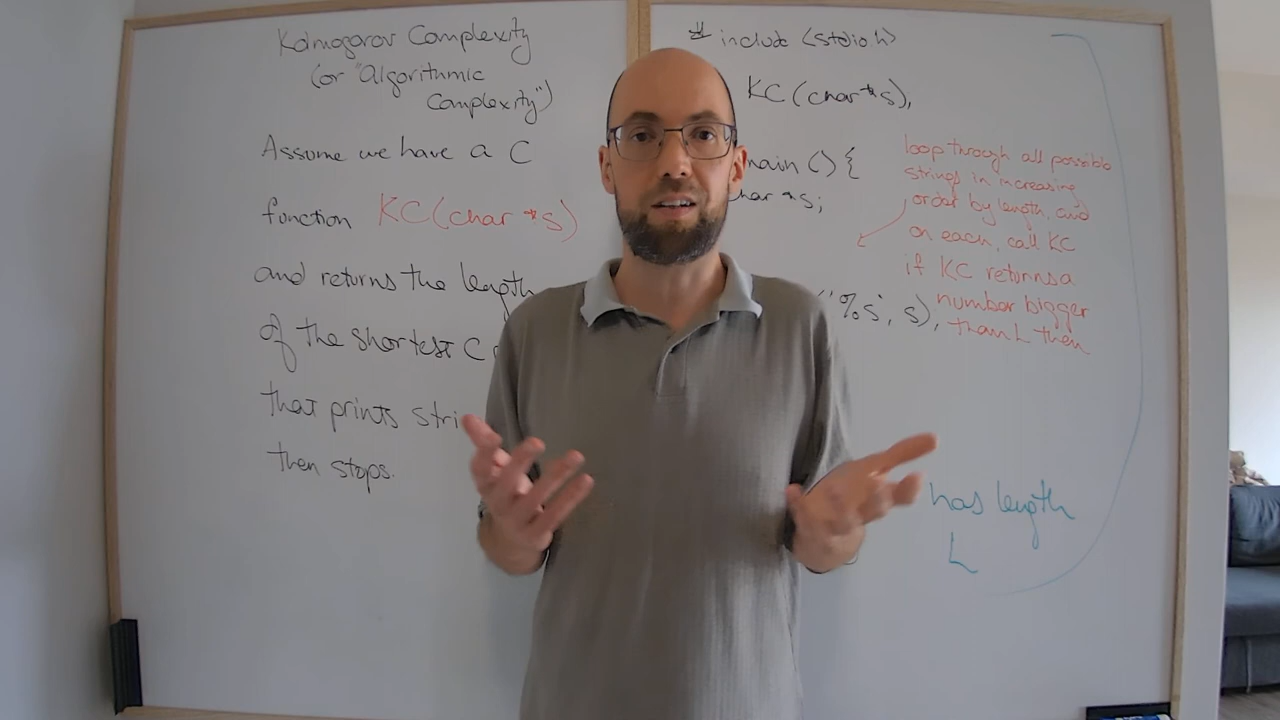 Kolmogorov Complexity
(or "Algorithmic
Complexity")
Assume we have a C
function KC(char *s)
and returns the length
of the shortest C
that prints
then stops.
# include <stdio.h>
KC(char *s);
main () {
char *s;
"%s", s);
loop through all possible
strings in increasing
order by length, and
on each, call KC
if KC returns a
number bigger
than L then
has length
L